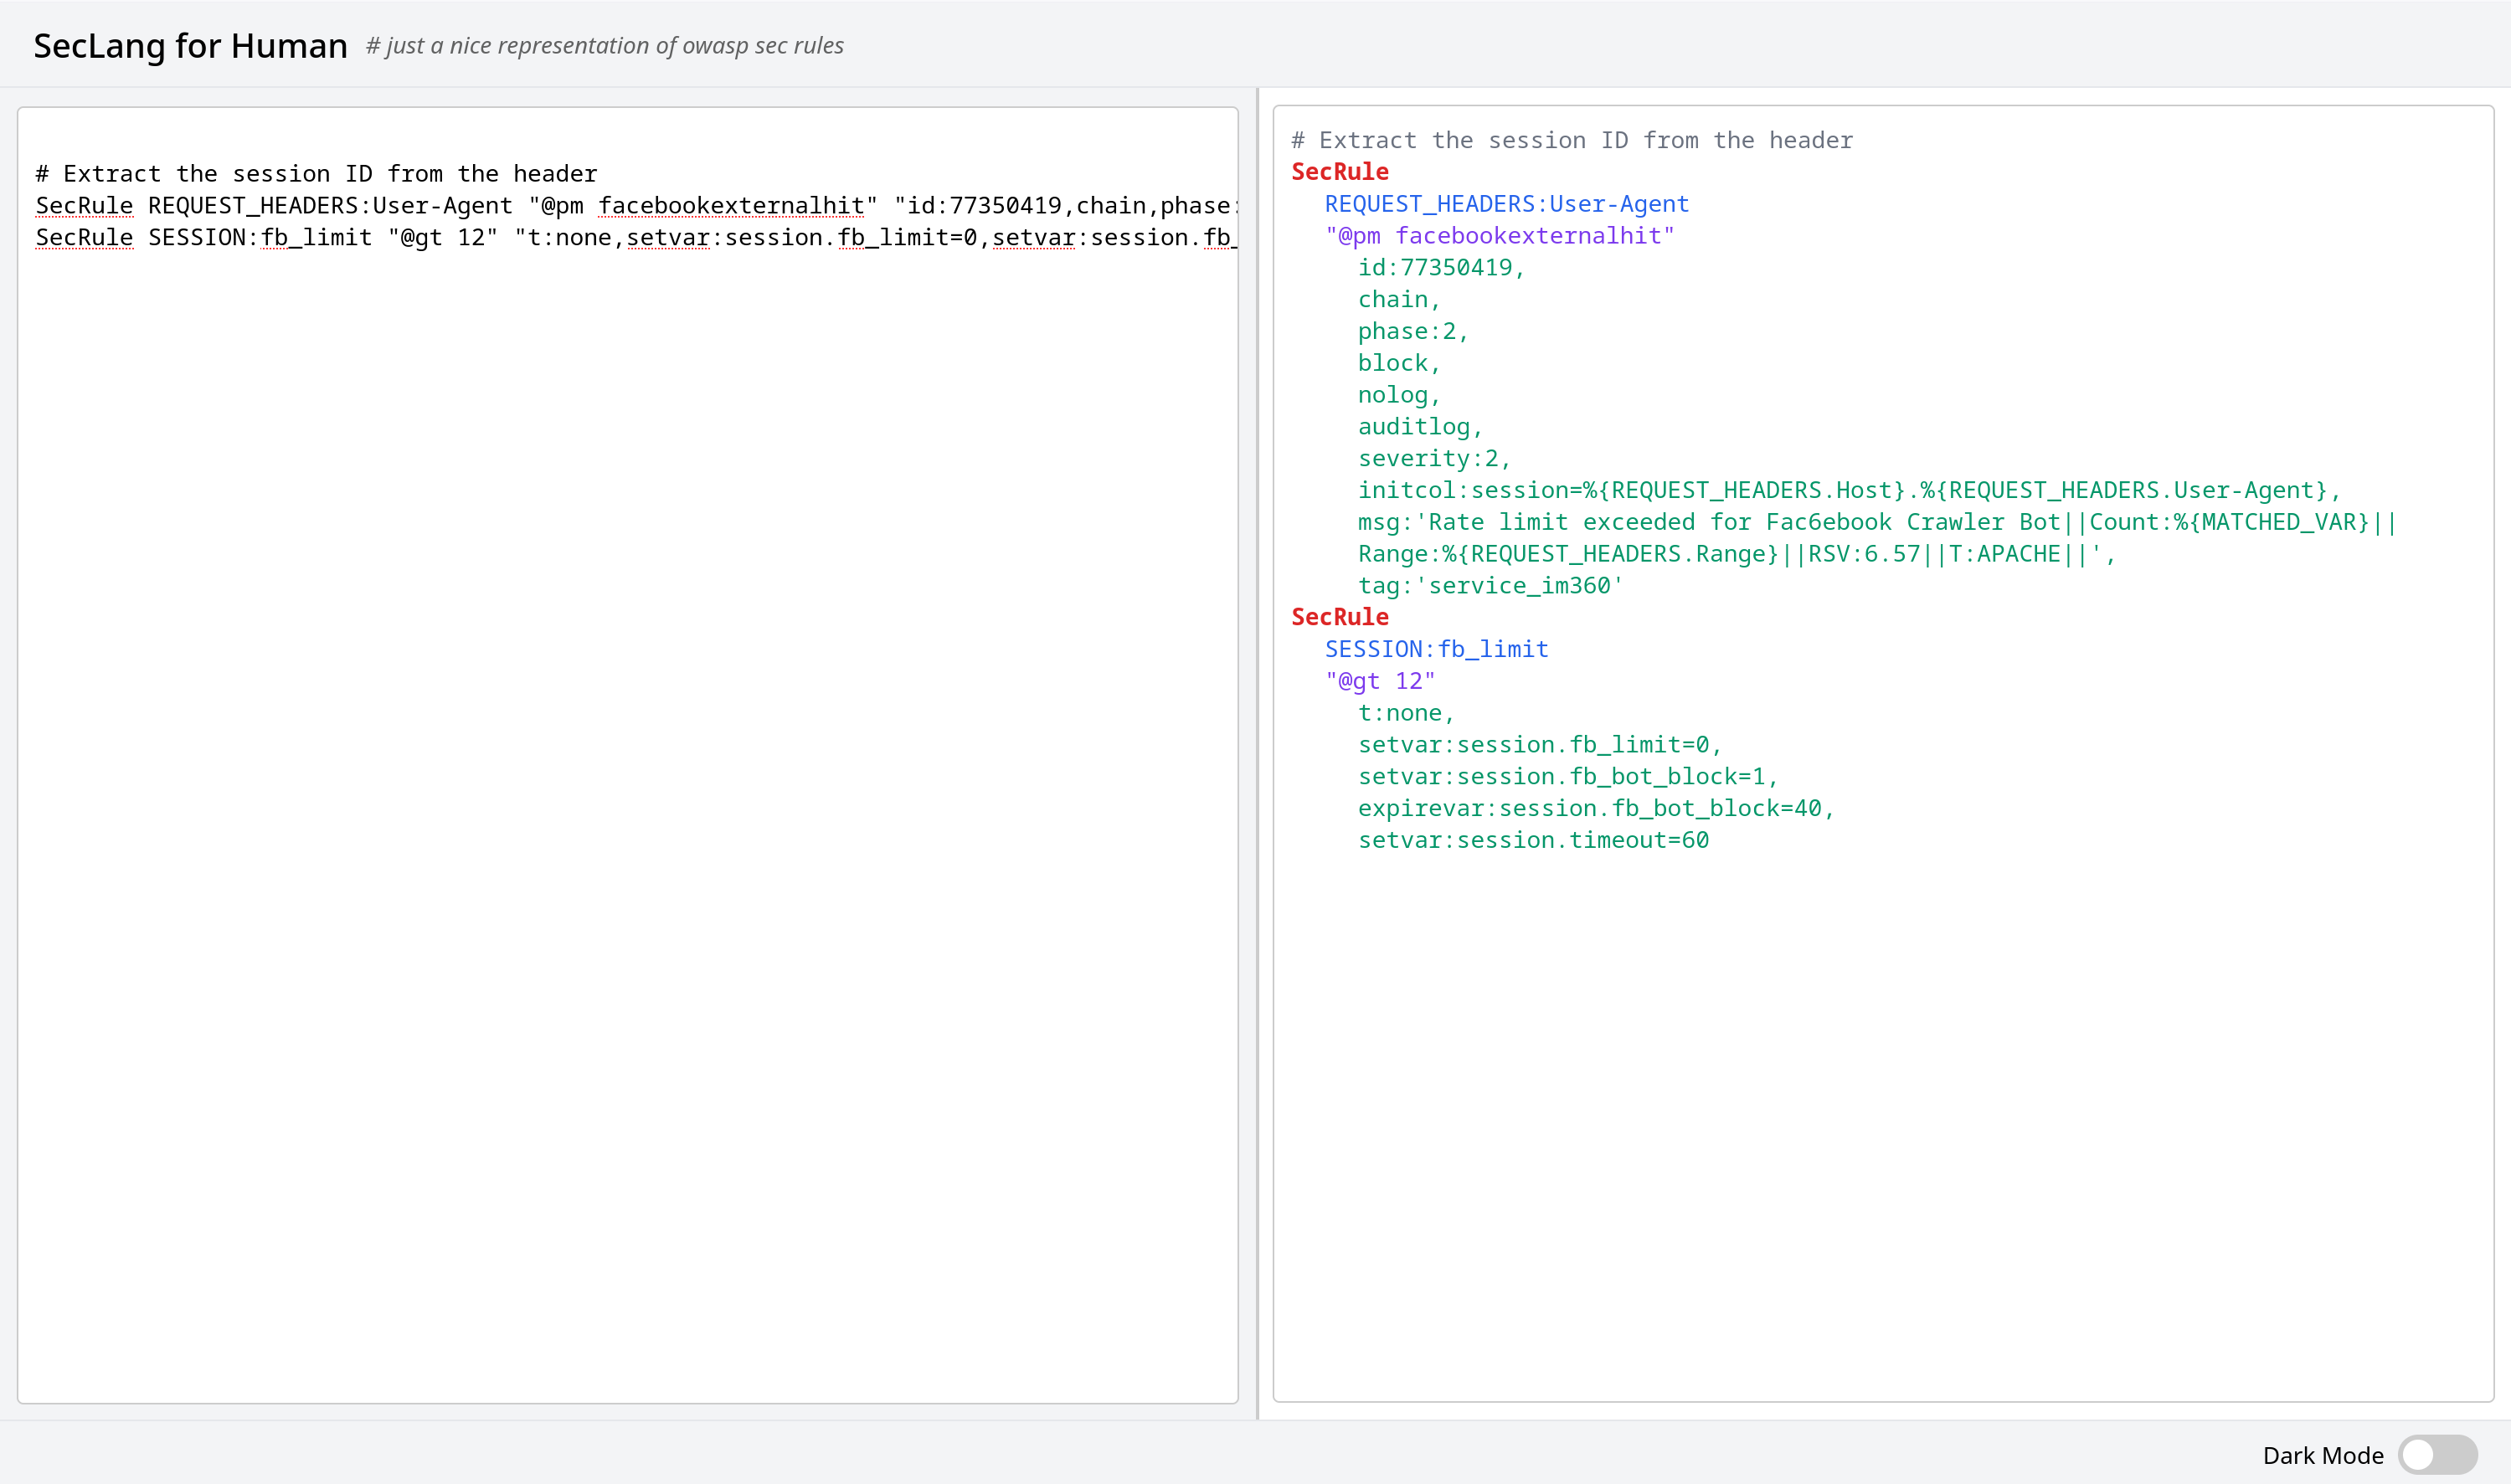 SecLang for Human # just a nice representation of owasp sec rules
# Extract the session ID from the header
SecRule REQUEST_HEADERS:User-Agent "@pm facebookexternalhit" "id:77350419,chain,phase:
SecRule SESSION:fb_limit "@gt 12" "t:none,setvar:session.fb_limit=0,setvar:session.fb_
# Extract the session ID from the header
SecRule
REQUEST_HEADERS:User-Agent
"@pm facebookexternalhit"
id:77350419,
chain,
phase:2,
block,
nolog,
auditlog,
severity:2,
initcol:session=%{REQUEST_HEADERS.Host}.%{REQUEST_HEADERS.User-Agent},
msg:'Rate limit exceeded for Fac6ebook Crawler Bot||Count:%{MATCHED_VAR}||
Range:%{REQUEST_HEADERS.Range}||RSV:6.57||T:APACHE||',
tag:'service_im360'
SecRule
SESSION:fb_limit
"@gt 12"
t:none,
setvar:session.fb_limit=0,
setvar:session.fb_bot_block=1,
expirevar:session.fb_bot_block=40,
setvar:session.timeout=60
Dark Mode